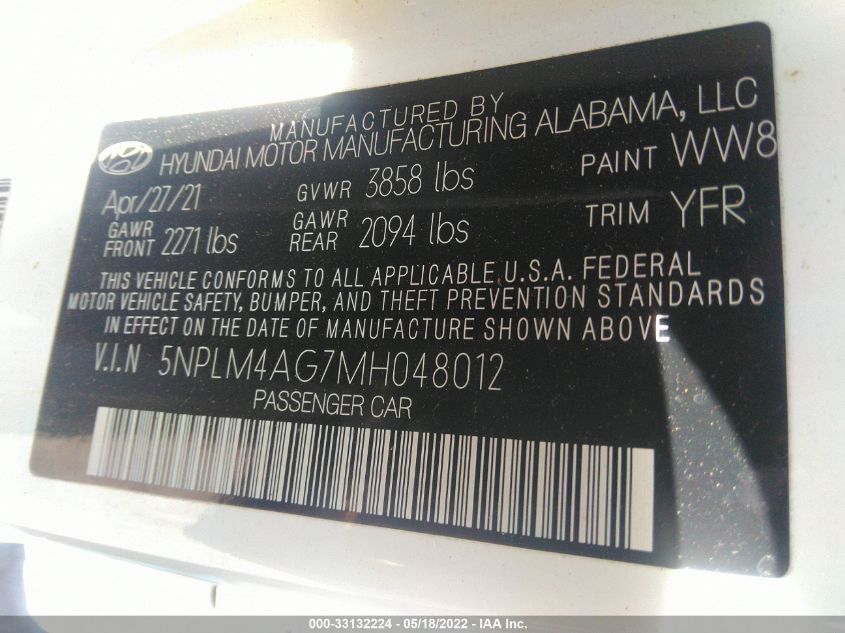 MANUFACTURED BY
HYUNDAI MOTOR MANUFACTURING ALABAMA, LLC
Apr/27/21 GVWR 3858 lbs PAINT WW8
GAWR FRONT 2271 lbs GAWR REAR 2094 lbs TRIM YFR
THIS VEHICLE CONFORMS TO ALL APPLICABLE U.S.A. FEDERAL
MOTOR VEHICLE SAFETY, BUMPER, AND THEFT PREVENTION STANDARDS
IN EFFECT ON THE DATE OF MANUFACTURE SHOWN ABOVE
V.I.N 5NPLM4AG7MH048012
PASSENGER CAR
000-33132224 - 05/18/2022 - IAA Inc.